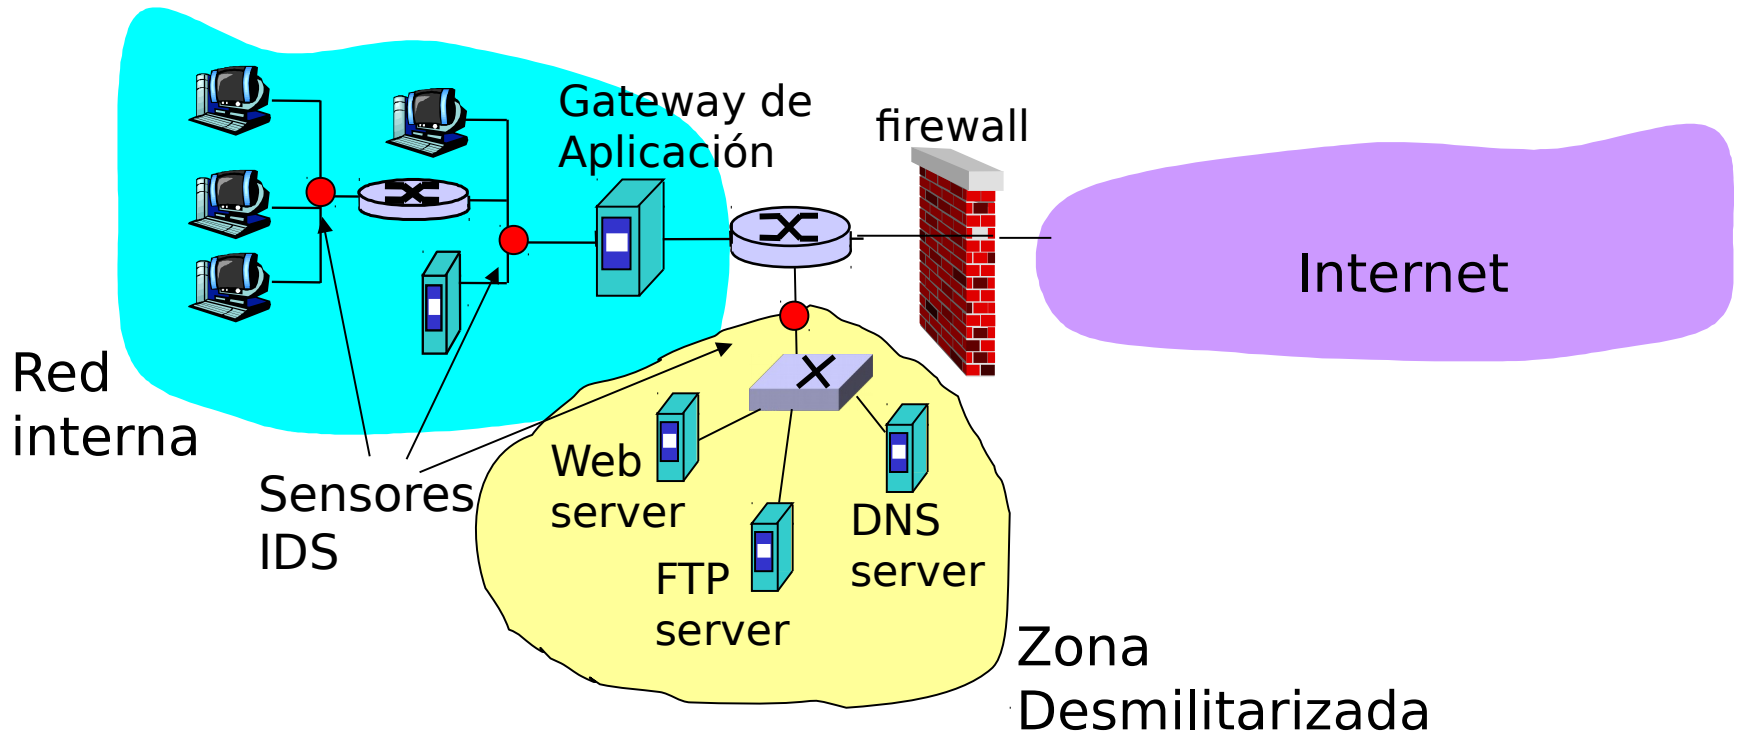 Gateway de
Aplicación
firewall
Internet
Red
interna
Sensores
IDS
Web
server
FTP
server
DNS
server
Zona
Desmilitarizada